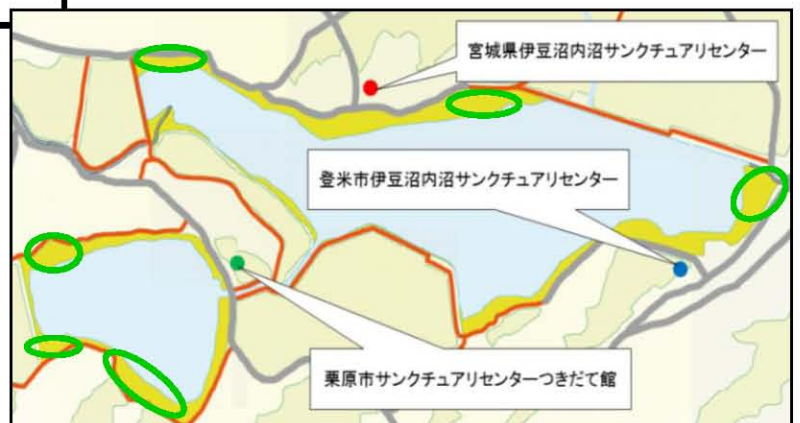 宮城県伊豆沼内沼サンクチュアリセンター
登米市伊豆沼内沼サンクチュアリセンター
栗原市サンクチュアリセンターつきだて館